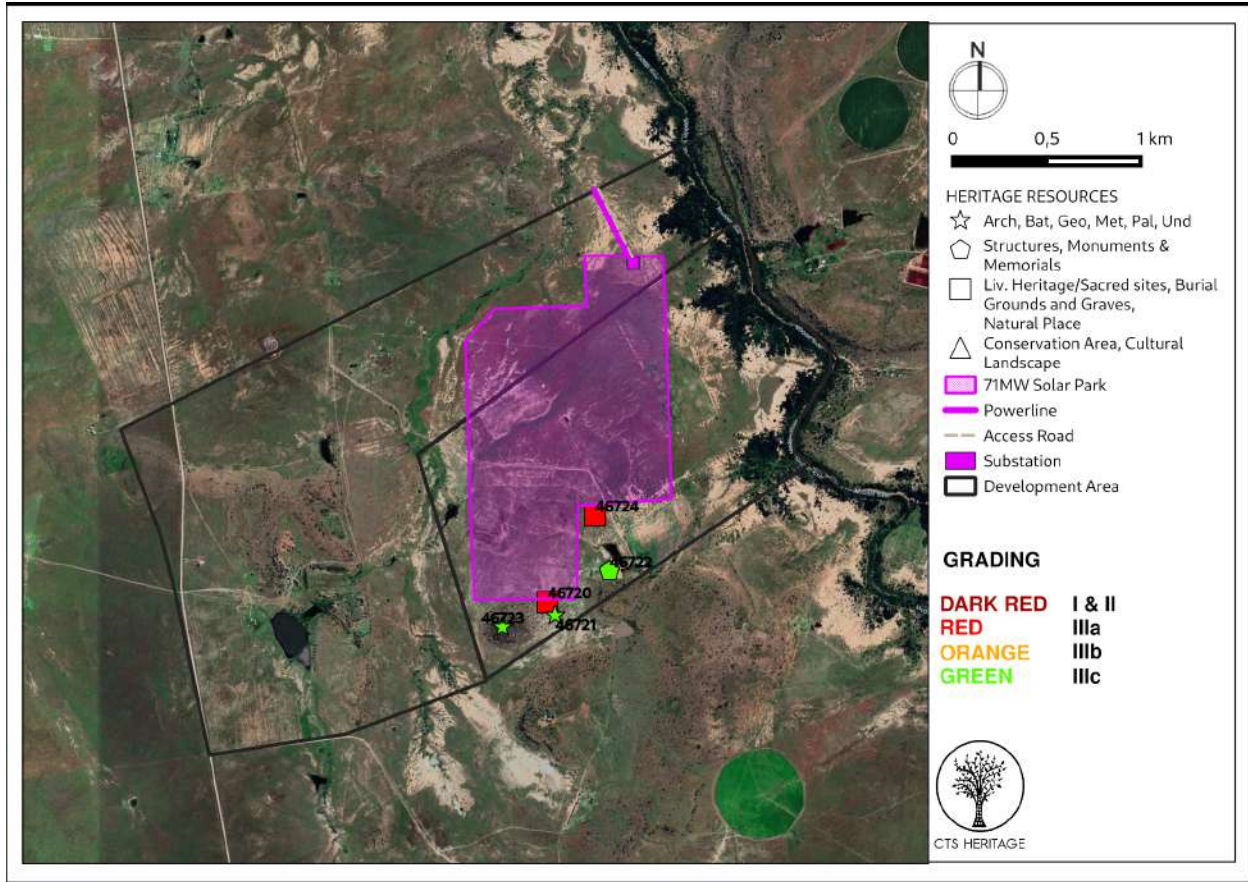 46724
46722
46720
46723
46721
N
0 0,5 1 km
HERITAGE RESOURCES
Arch, Bat, Geo, Met, Pal, Und
Structures, Monuments &
Memorials
Liv. Heritage/Sacred sites, Burial
Grounds and Graves,
Natural Place
Conservation Area, Cultural
Landscape
71MW Solar Park
Powerline
Access Road
Substation
Development Area
GRADING
DARK RED I & II
RED IIIa
ORANGE IIIb
GREEN IIIc
CTS HERITAGE